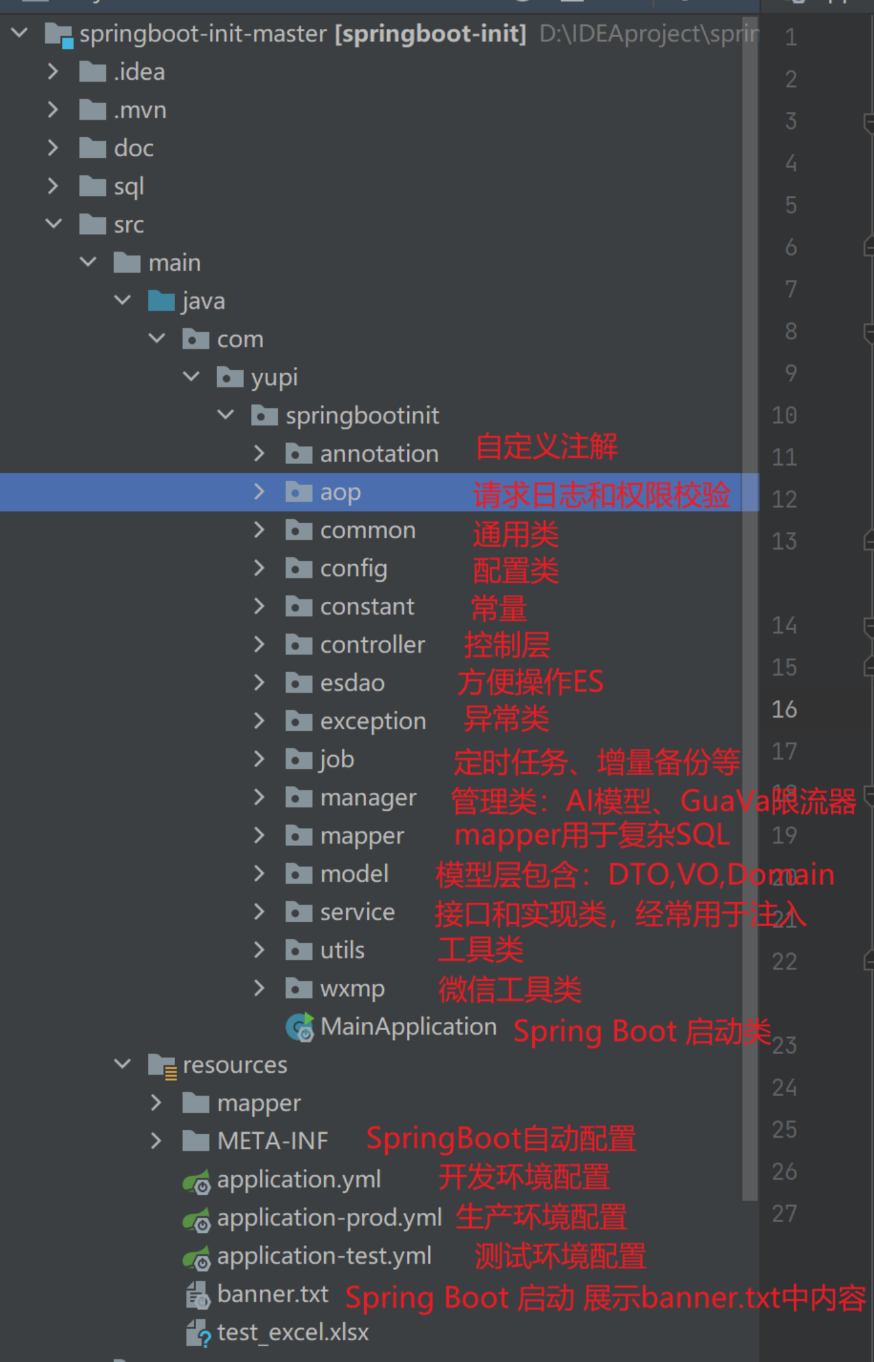 springboot-init-master [springboot-init] D:\IDEAproject\sprin 1
.idea 2
.mvn 3
doc 4
sql 5
src 6
main 7
java 8
com 9
yupi 10
springbootinit
annotation 自定义注解 11
aop 请求日志和权限校验 12
common 通用类 13
config 配置类
constant 常量 14
controller 控制层 15
esdao 方便操作ES 16
exception 异常类
job 定时任务、增量备份等 17
manager 管理类：AI模型、GuaVa限流器 18
mapper mapper用于复杂SQL 19
model 模型层包含：DTO,VO,Domain 20
service 接口和实现类，经常用于注入 21
utils 工具类 22
wxmp 微信工具类
MainApplication Spring Boot 启动类 23
resources 24
mapper 25
META-INF SpringBoot自动配置
application.yml 开发环境配置 26
application-prod.yml 生产环境配置 27
application-test.yml 测试环境配置
banner.txt Spring Boot 启动 展示banner.txt中内容
test_excel.xlsx